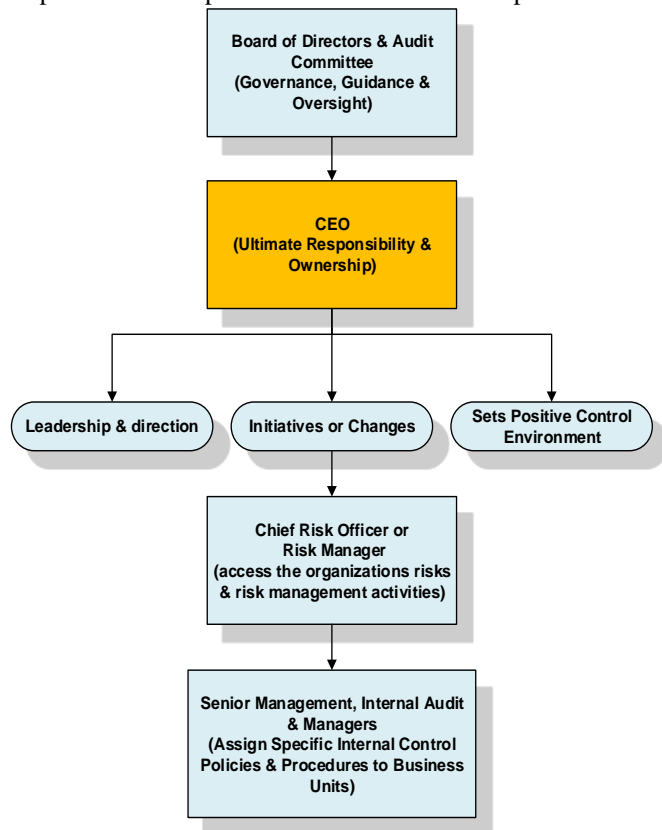 Board of Directors & Audit
Committee
(Governance, Guidance &
Oversight)
CEO
(Ultimate Responsibility &
Ownership)
Leadership & direction
Initiatives or Changes
Sets Positive Control
Environment
Chief Risk Officer or
Risk Manager
(access the organizations risks
& risk management activities)
Senior Management, Internal Audit
& Managers
(Assign Specific Internal Control
Policies & Procedures to Business
Units)